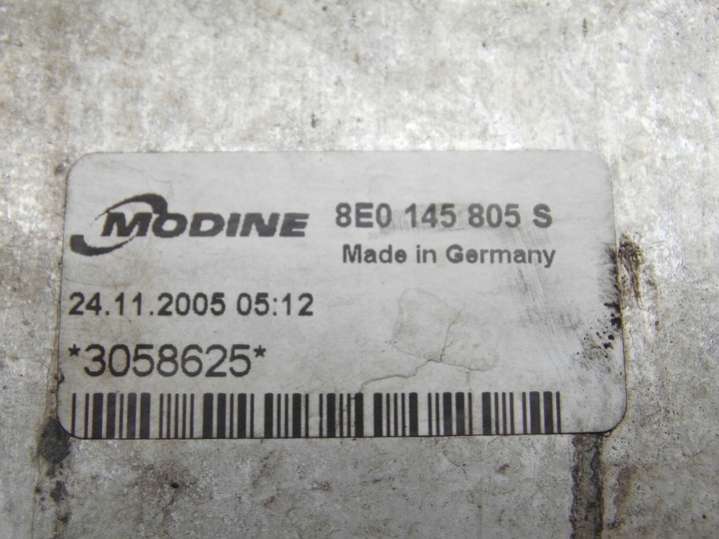 MODINE 8E0 145 805 S
Made in Germany
24.11.2005 05:12
*3058625*